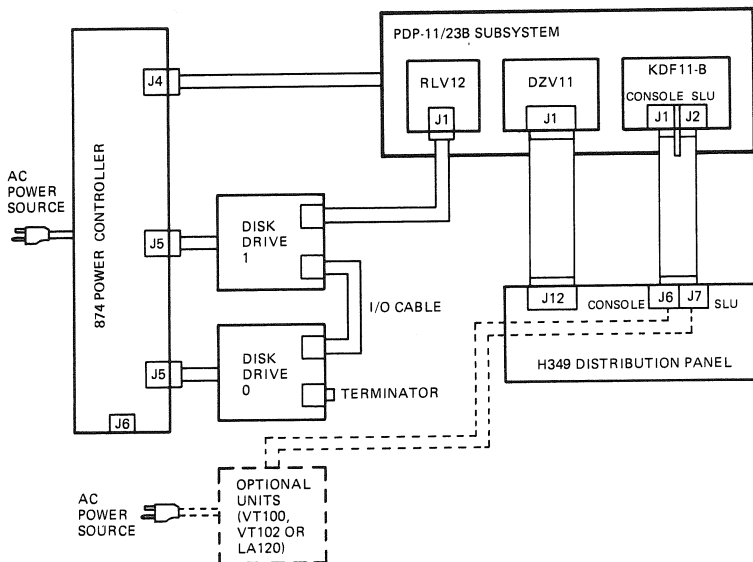 PDP-11/23B SUBSYSTEM
RLV12
J1
DZV11
J1
KDF11-B
CONSOLE SLU
J1 J2
J4
874 POWER CONTROLLER
AC
POWER
SOURCE
J5
DISK
DRIVE
1
I/O CABLE
J5
DISK
DRIVE
0
TERMINATOR
J6
J12
CONSOLE
J6 J7
SLU
H349 DISTRIBUTION PANEL
AC
POWER
SOURCE
OPTIONAL
UNITS
(VT100,
VT102 OR
LA120)